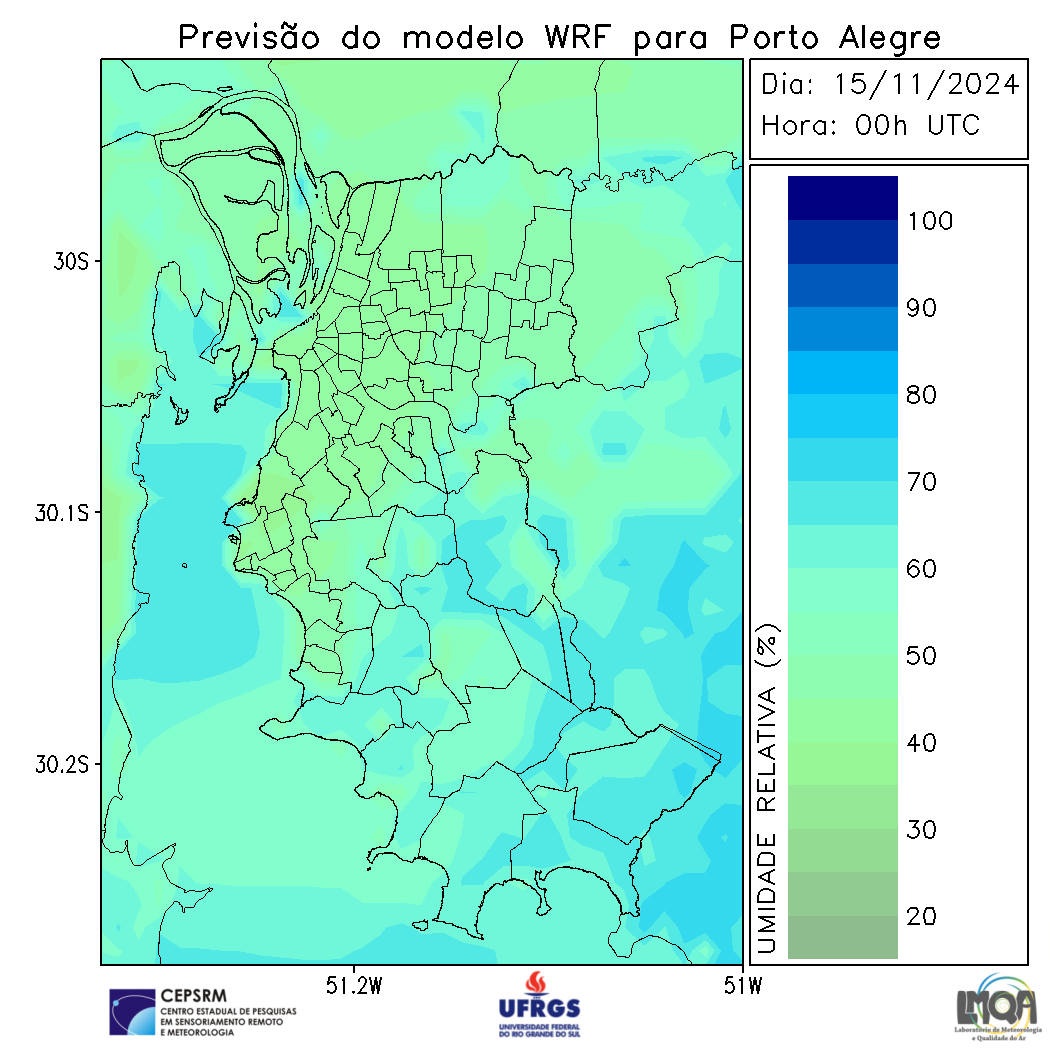 Previsão do modelo WRF para Porto Alegre
Dia: 15/11/2024
Hora: 00h UTC
30S
30.1S
30.2S
51.2W
51W
UMIDADE RELATIVA (%)
100
90
80
70
60
50
40
30
20
CEPSRM
CENTRO ESTADUAL DE PESQUISAS
EM SENSORIAMENTO REMOTO
E METEOROLOGIA
UFRGS
UNIVERSIDADE FEDERAL
DO RIO GRANDE DO SUL
LMQA
Laboratório de Meteorologia
e Qualidade do Ar